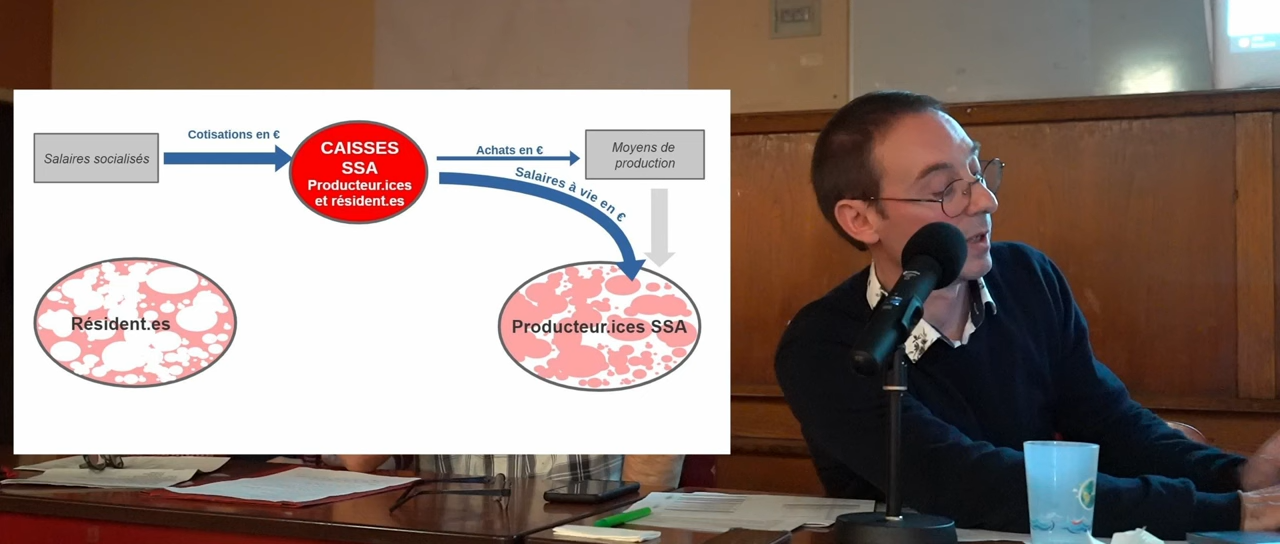 Salaires socialisés
Cotisations en €
CAISSES
SSA
Producteur.ices
et résident.es
Achats en €
Salaires à vie en €
Moyens de
production
Résident.es
Producteur.ices SSA